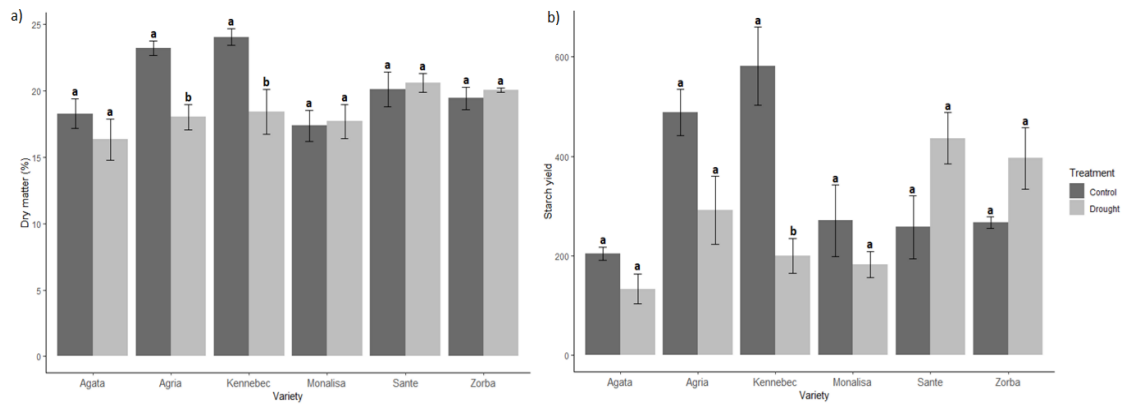 a)
25
20
15
10
5
0
Dry matter (%)
a a a b a b a a a a a a
Agata Agria Kennebec Monalisa Sante Zorba
Variety
b)
600
400
200
0
Starch yield
a a a a a b a a a a a a
Agata Agria Kennebec Monalisa Sante Zorba
Variety
Treatment
Control
Drought